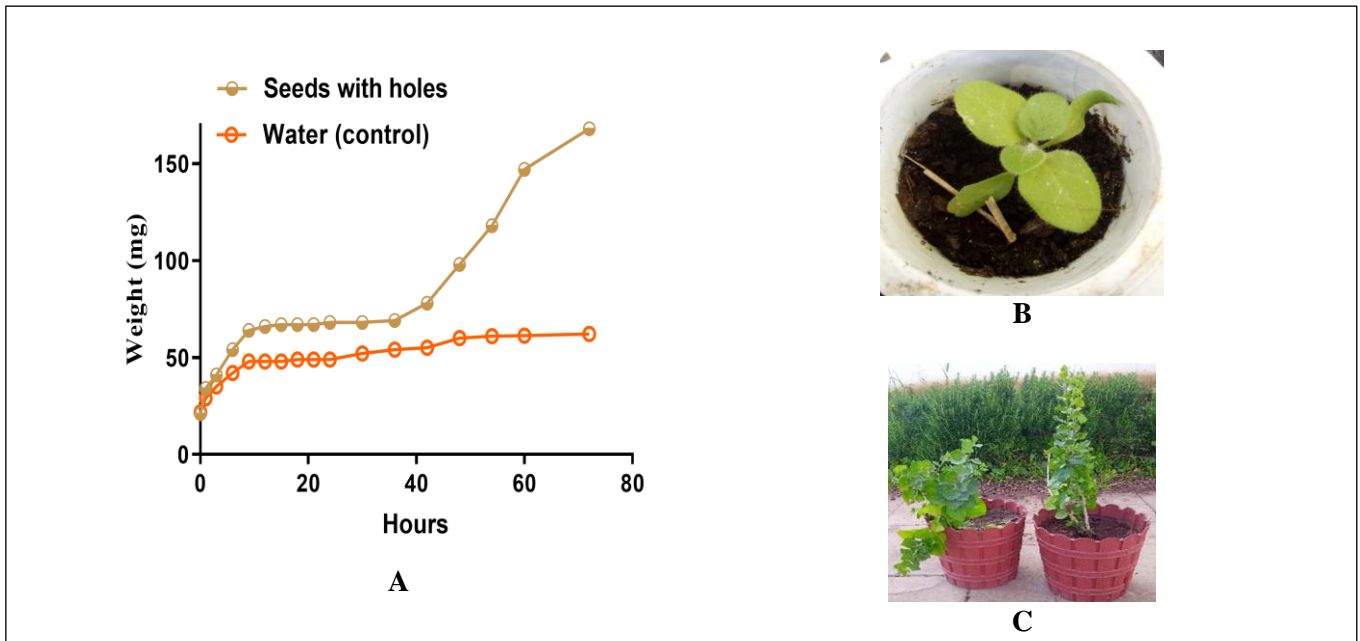 Seeds with holes
Water (control)
150
100
50
0
Weight (mg)
0 20 40 60 80
Hours
A
B
C